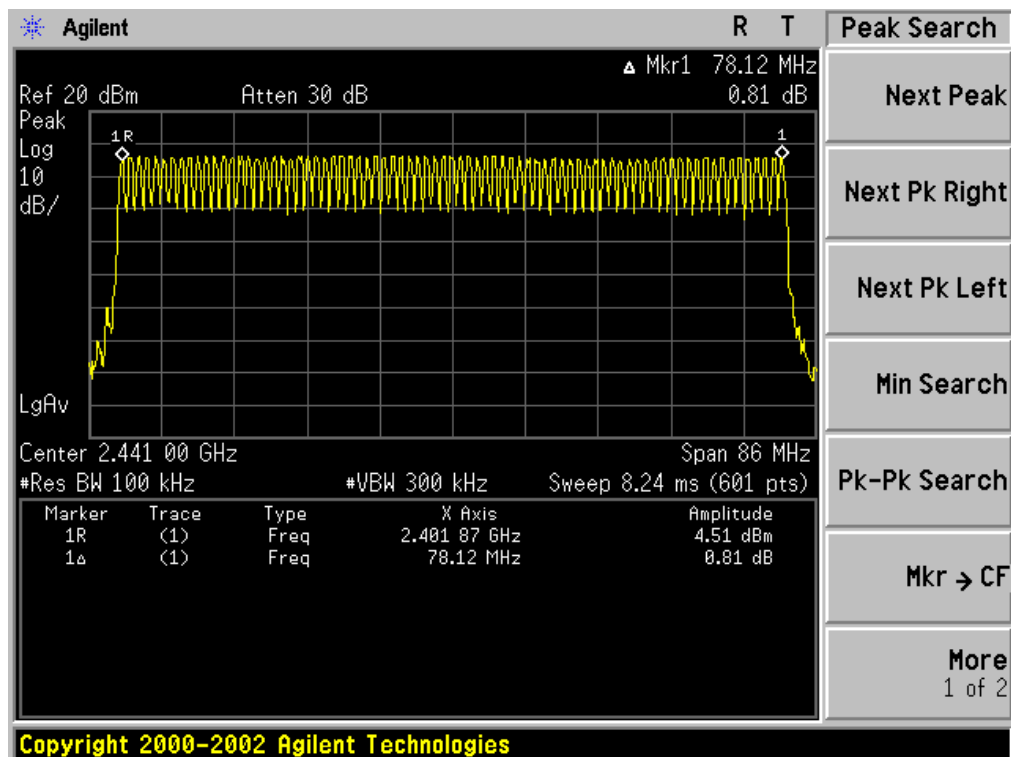 Agilent R T Peak Search
Δ Mkr1 78.12 MHz
Ref 20 dBm Atten 30 dB 0.81 dB
Peak
Log
10
dB/
1R
1
LgAv
Center 2.441 00 GHz Span 86 MHz
#Res BW 100 kHz #VBW 300 kHz Sweep 8.24 ms (601 pts)
Marker Trace Type X Axis Amplitude
1R (1) Freq 2.401 87 GHz 4.51 dBm
1Δ (1) Freq 78.12 MHz 0.81 dB
Next Peak
Next Pk Right
Next Pk Left
Min Search
Pk-Pk Search
Mkr → CF
More
1 of 2
Copyright 2000-2002 Agilent Technologies